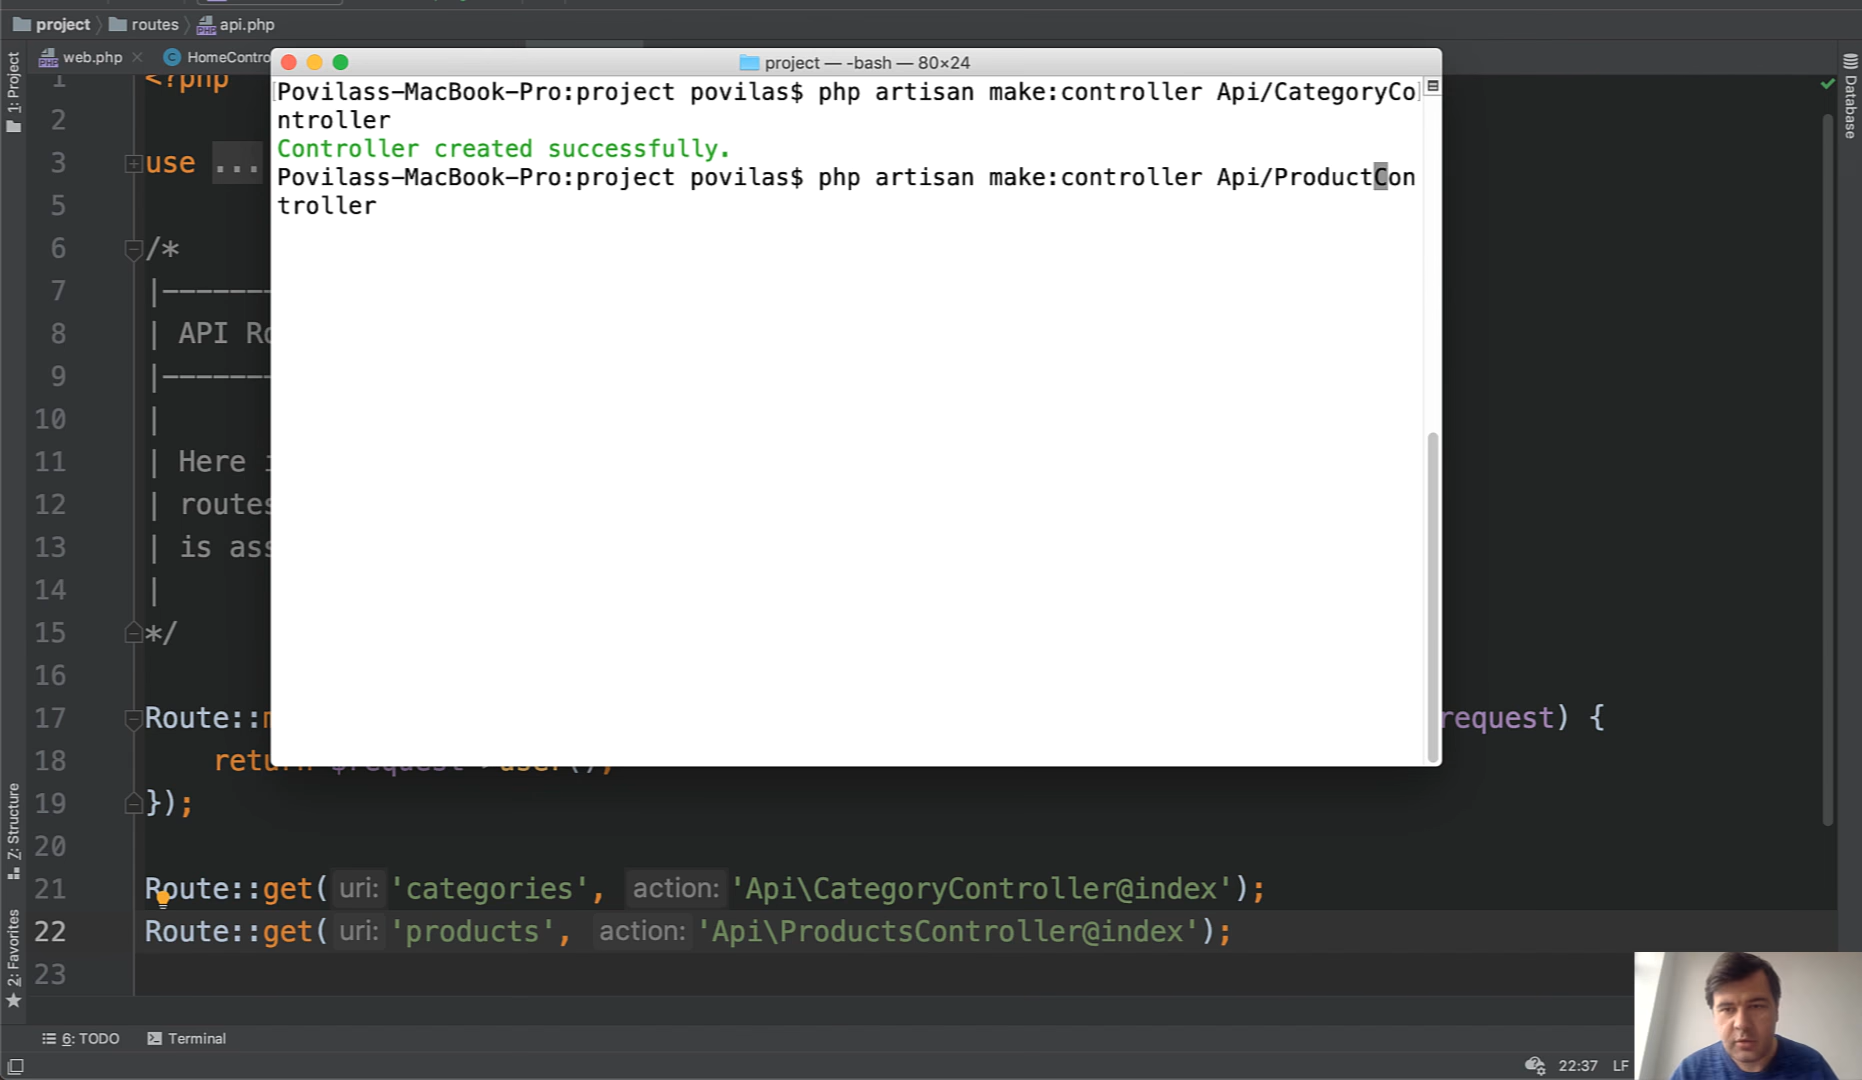 project
routes
api.php
web.php
HomeContro
project — -bash — 80×24
1: Project
Database
Povilass-MacBook-Pro:project povilas$ php artisan make:controller Api/CategoryCo
ntroller
Controller created successfully.
Povilass-MacBook-Pro:project povilas$ php artisan make:controller Api/ProductCon
troller
1 <?php
2
3 use ...
5
6 /*
7 |-------
8 | API Ro
9 |-------
10 |
11 | Here i
12 | routes
13 | is ass
14 |
15 */
16
17 Route:: request) {
18 return $request->user();
19 });
20
21 Route::get( uri: 'categories', action: 'Api\CategoryController@index');
22 Route::get( uri: 'products', action: 'Api\ProductsController@index');
23
Z: Structure
2: Favorites
6: TODO
Terminal
22:37 LF